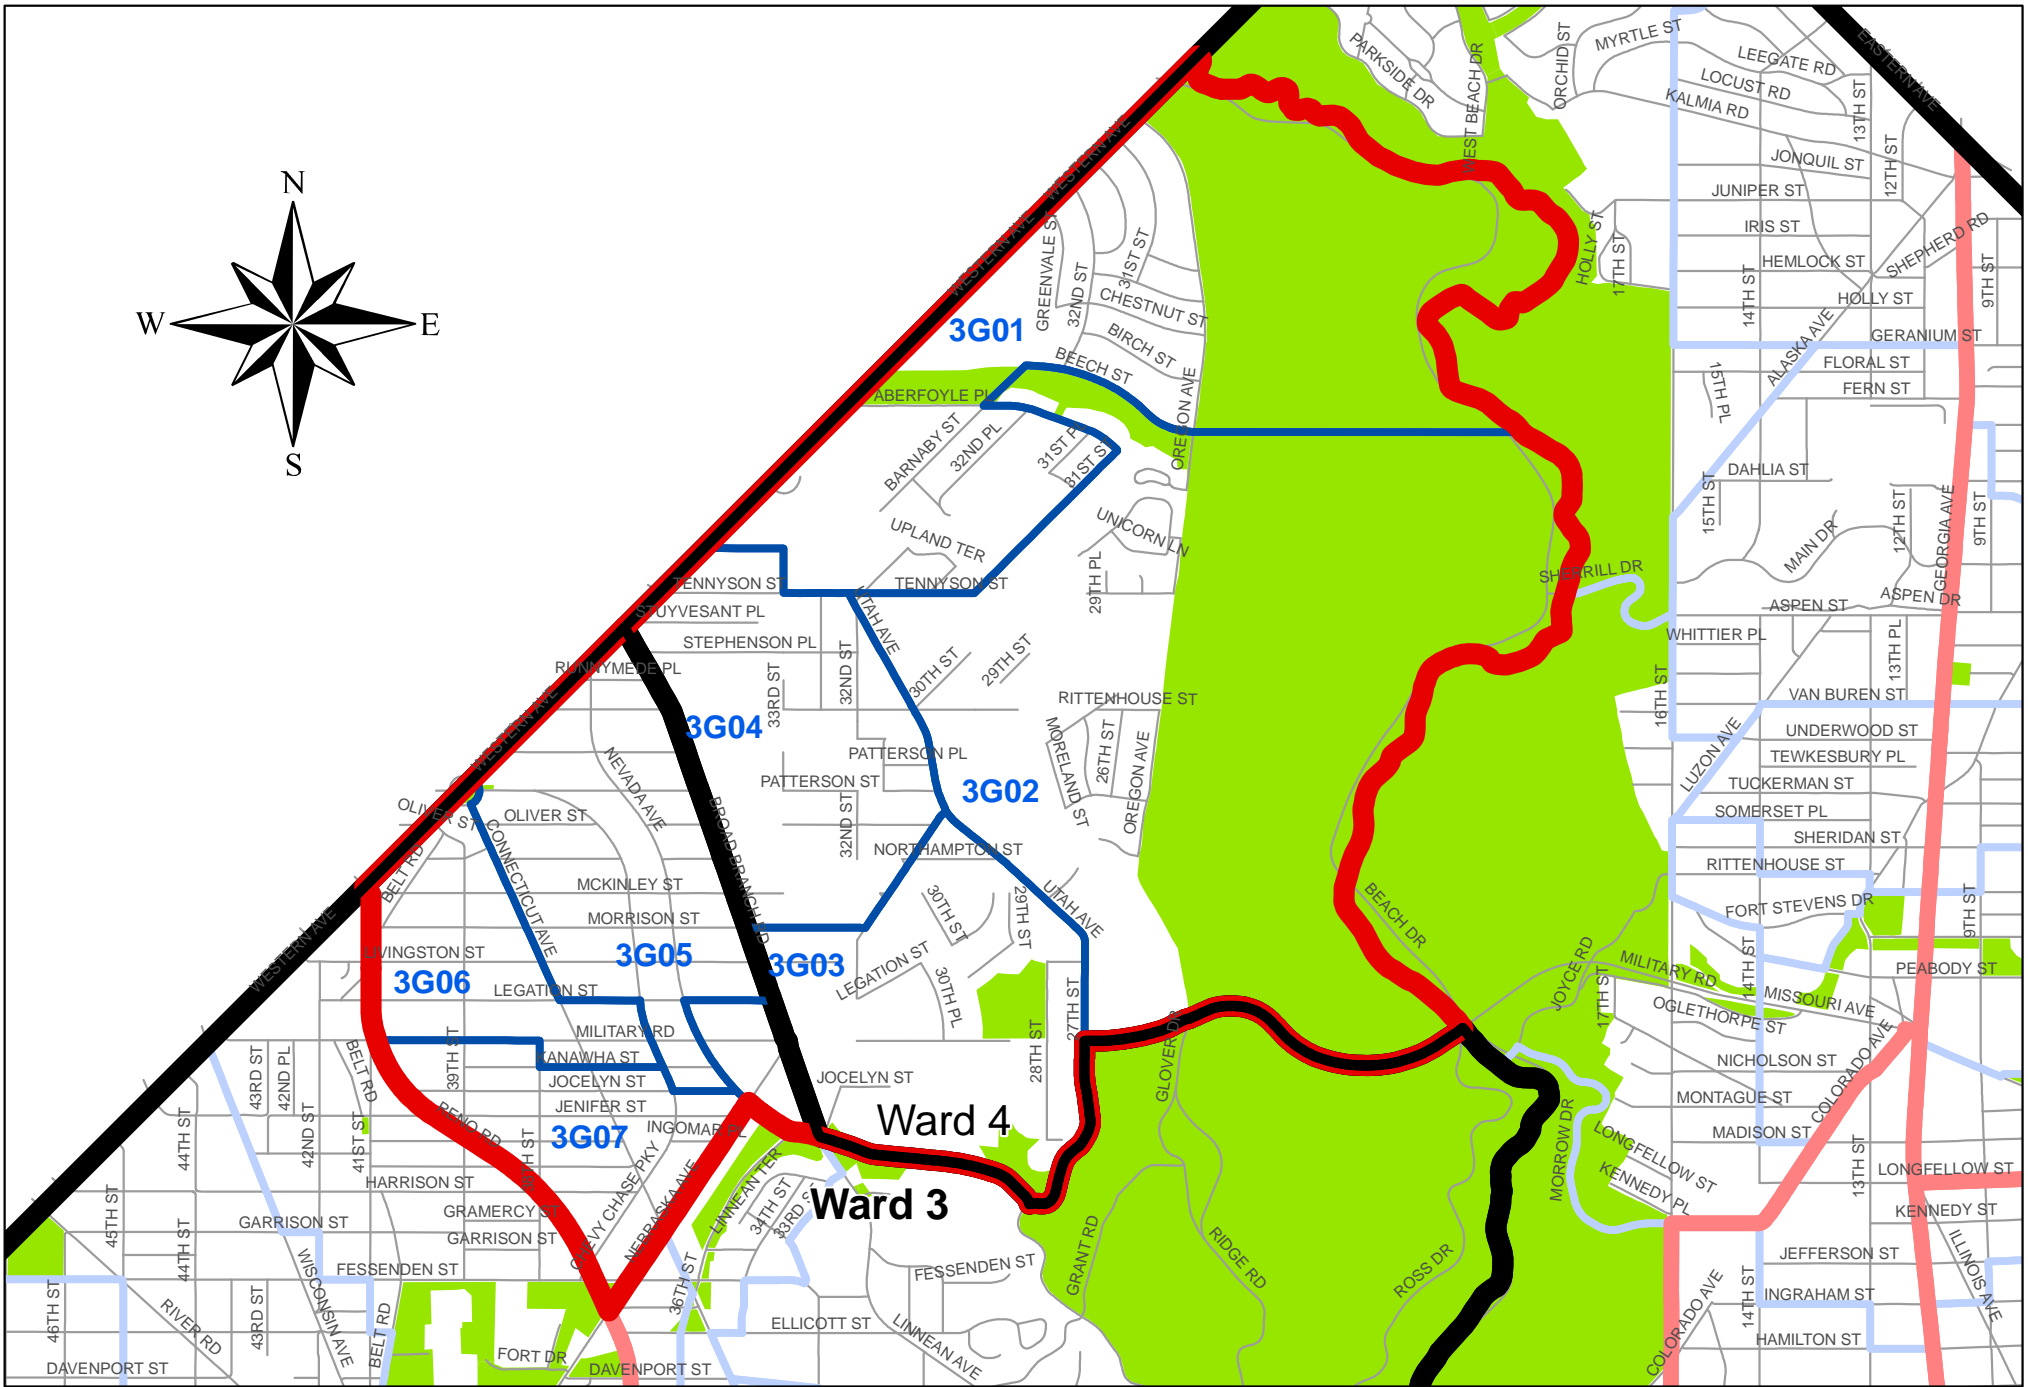 N
W
E
S
PARKSIDE DR
WEST BEACH DR
ORCHID ST
MYRTLE ST
LEEGATE RD
LOCUST RD
KALMIA RD
EASTERN AVE
13TH ST
12TH ST
JONQUIL ST
JUNIPER ST
IRIS ST
HEMLOCK ST
SHEPHERD RD
HOLLY ST
HOLLY ST
17TH ST
14TH ST
9TH ST
GERANIUM ST
ALASKA AVE
FLORAL ST
FERN ST
15TH PL
WESTERN AVE
WESTERN AVE
GREENVALE ST
32ND ST
31ST ST
CHESTNUT ST
BIRCH ST
BEECH ST
3G01
ABERFOYLE PL
OREGON AVE
BARNABY ST
32ND PL
31ST P
31ST S
DAHLIA ST
15TH ST
UPLAND TER
UNICORN LN
29TH PL
MAIN DR
12TH ST
GEORGIA AVE
9TH ST
TENNYSON ST
TENNYSON ST
STUYVESANT PL
UTAH AVE
SHERRILL DR
ASPEN ST
ASPEN DR
STEPHENSON PL
WHITTIER PL
RUNNYMEDE PL
33RD ST
32ND ST
30TH ST
29TH ST
13TH PL
16TH ST
RITTENHOUSE ST
VAN BUREN ST
WESTERN AVE
3G04
MORELAND ST
26TH ST
OREGON AVE
UNDERWOOD ST
LUZON AVE
TEWKESBURY PL
PATTERSON PL
PATTERSON ST
3G02
TUCKERMAN ST
NEVADA AVE
BROAD BRANCH RD
32ND ST
SOMERSET PL
OLIVER ST
OLIVER ST
CONNECTICUT AVE
SHERIDAN ST
NORTHAMPTON ST
RITTENHOUSE ST
BELT RD
MCKINLEY ST
30TH ST
29TH ST
UTAH AVE
BEACH DR
FORT STEVENS DR
WESTERN AVE
MORRISON ST
9TH ST
LIVINGSTON ST
3G05
3G03
LEGATION ST
JOYCE RD
MILITARY RD
14TH ST
PEABODY ST
3G06
LEGATION ST
30TH PL
27TH ST
17TH ST
MISSOURI AVE
OGLETHORPE ST
MILITARY RD
GLOVER DR
28TH ST
39TH ST
KANAWHA ST
NICHOLSON ST
COLORADO AVE
43RD ST
42ND PL
BELT RD
JOCELYN ST
JOCELYN ST
MONTAGUE ST
JENIFER ST
RENO RD
44TH ST
42ND ST
41ST ST
3G07
INGOMAR PL
Ward 4
MORROW DR
LONGFELLOW ST
MADISON ST
13TH ST
LONGFELLOW ST
HARRISON ST
CHEVY CHASE PKY
NEBRASKA AVE
LINNEAN TER
34TH ST
33RD S
Ward 3
KENNEDY PL
KENNEDY ST
45TH ST
44TH ST
GARRISON ST
GRAMERCY ST
GARRISON ST
GRANT RD
RIDGE RD
ROSS DR
JEFFERSON ST
ILLINOIS AVE
WISCONSIN AVE
FESSENDEN ST
FESSENDEN ST
36TH ST
46TH ST
RIVER RD
43RD ST
BELT RD
ELLICOTT ST
LINNEAN AVE
COLORADO AVE
14TH ST
INGRAHAM ST
HAMILTON ST
DAVENPORT ST
FORT DR
DAVENPORT ST